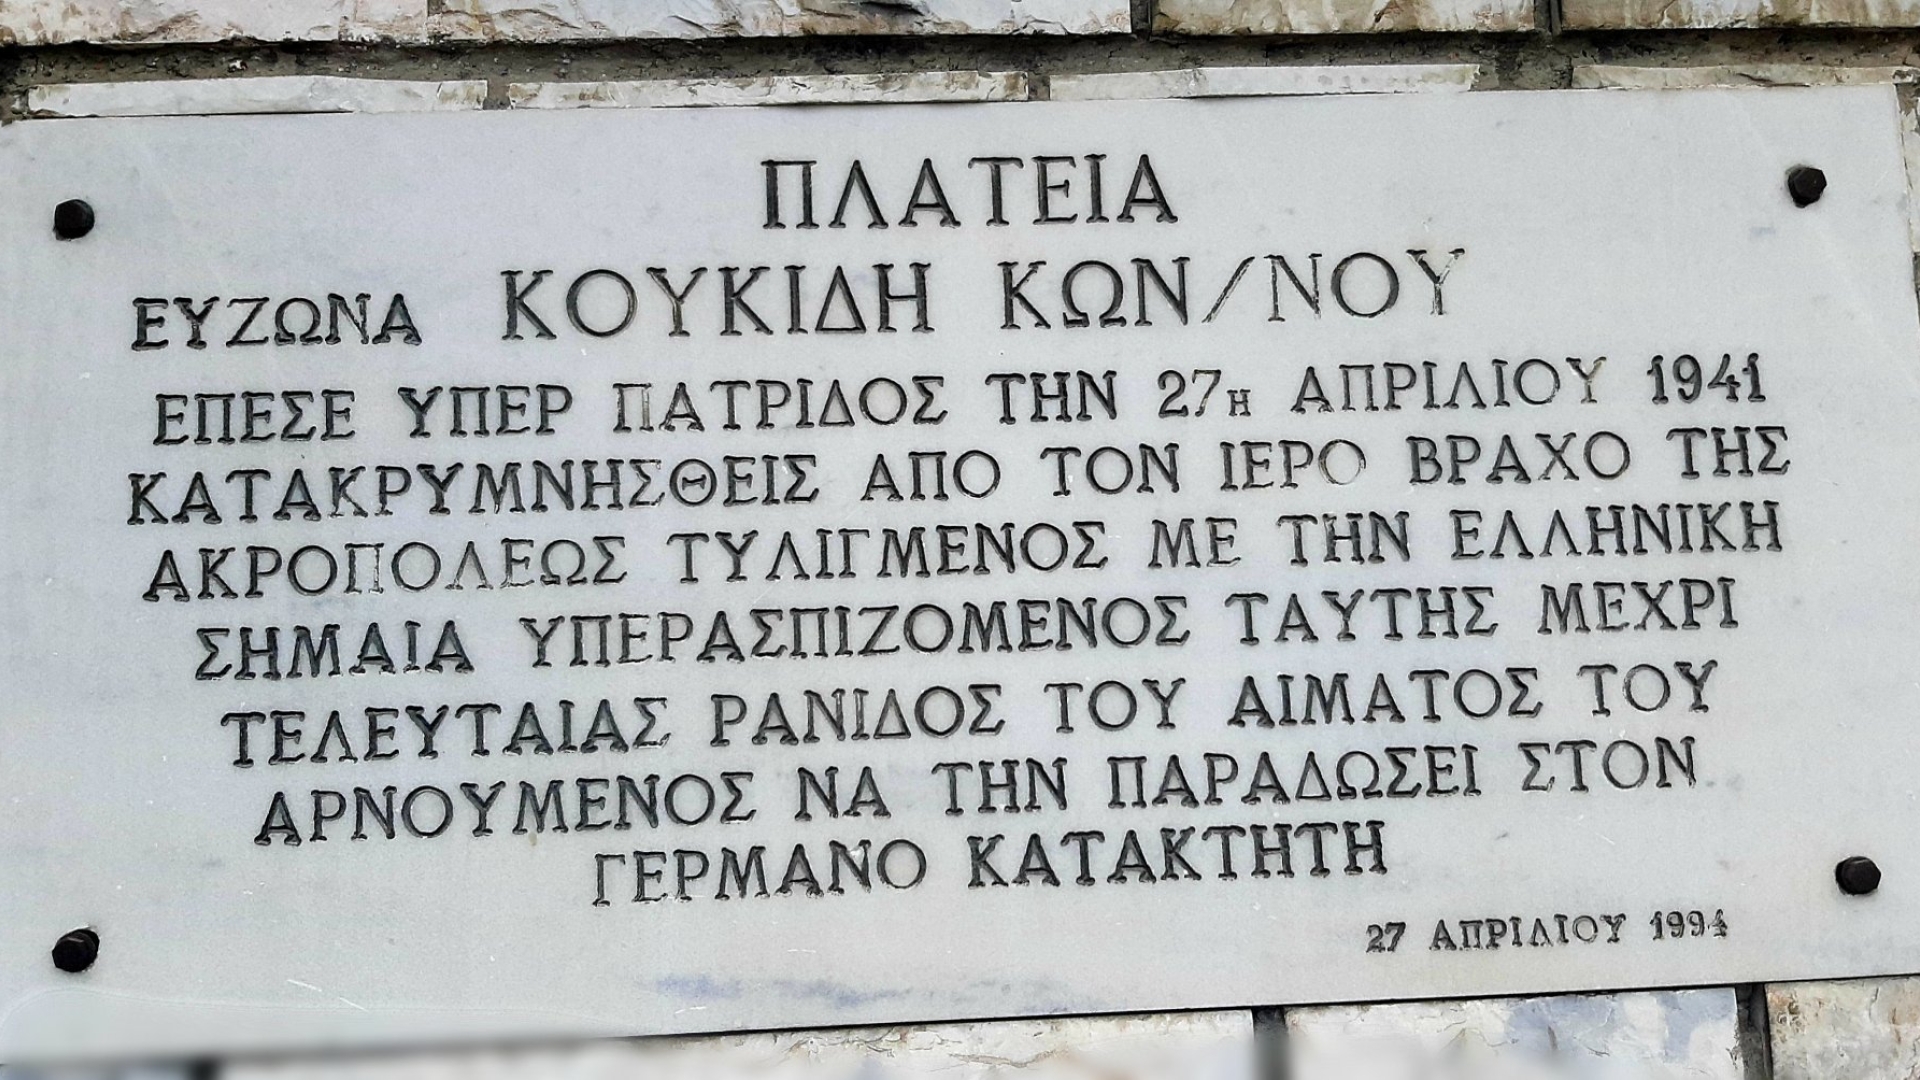 ΠΛΑΤΕΙΑ
ΕΥΖΩΝΑ ΚΟΥΚΙΔΗ ΚΩΝ/ΝΟΥ
ΕΠΕΣΕ ΥΠΕΡ ΠΑΤΡΙΔΟΣ ΤΗΝ 27Η ΑΠΡΙΛΙΟΥ 1941
ΚΑΤΑΚΡΥΜΝΗΣΘΕΙΣ ΑΠΟ ΤΟΝ ΙΕΡΟ ΒΡΑΧΟ ΤΗΣ
ΑΚΡΟΠΟΛΕΩΣ ΤΥΛΙΓΜΕΝΟΣ ΜΕ ΤΗΝ ΕΛΛΗΝΙΚΗ
ΣΗΜΑΙΑ ΥΠΕΡΑΣΠΙΖΟΜΕΝΟΣ ΤΑΥΤΗΣ ΜΕΧΡΙ
ΤΕΛΕΥΤΑΙΑΣ ΡΑΝΙΔΟΣ ΤΟΥ ΑΙΜΑΤΟΣ ΤΟΥ
ΑΡΝΟΥΜΕΝΟΣ ΝΑ ΤΗΝ ΠΑΡΑΔΩΣΕΙ ΣΤΟΝ
ΓΕΡΜΑΝΟ ΚΑΤΑΚΤΗΤΗ
27 ΑΠΡΙΛΙΟΥ 1994